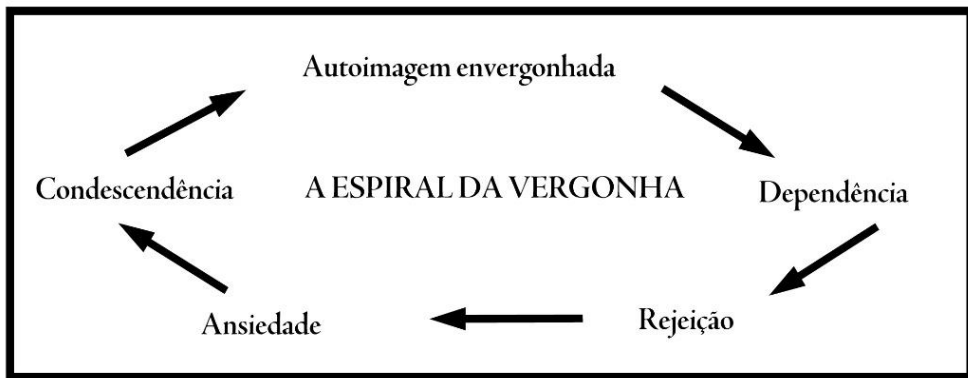 Autoimagem envergonhada
Condescendência
A ESPIRAL DA VERGONHA
Dependência
Ansiedade
Rejeição